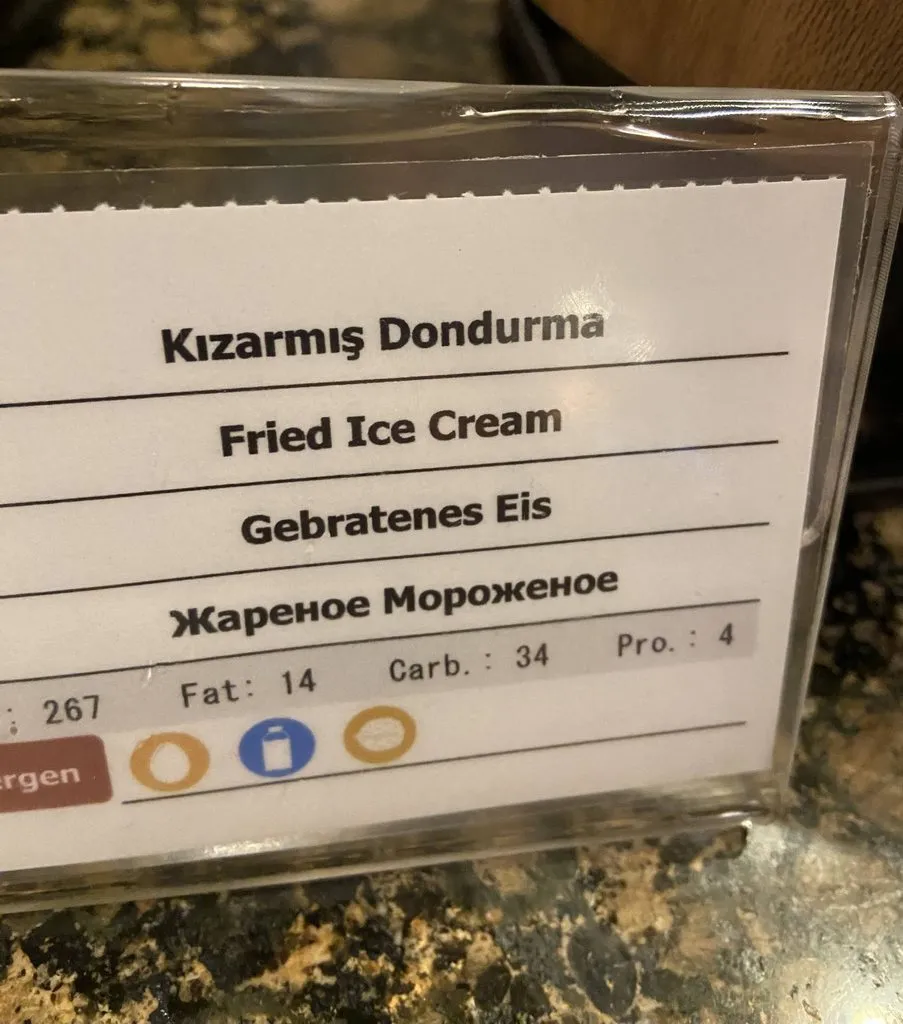 Kızarmış Dondurma
Fried Ice Cream
Gebratenes Eis
Жареное Мороженое
: 267 Fat: 14 Carb.: 34 Pro.: 4
ergen